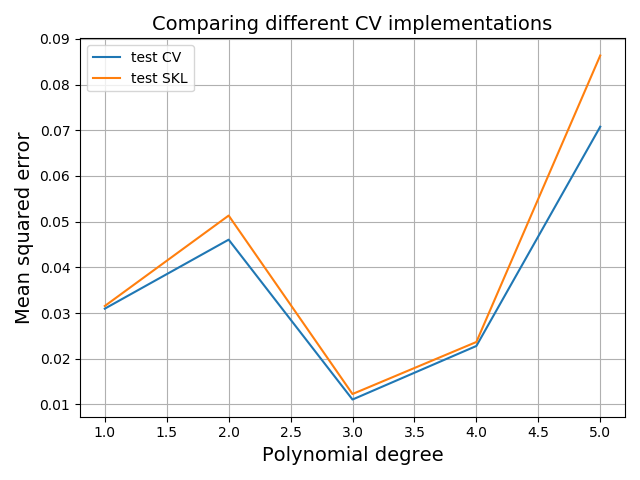 Comparing different CV implementations
test CV
test SKL
Mean squared error
0.09
0.08
0.07
0.06
0.05
0.04
0.03
0.02
0.01
1.0 1.5 2.0 2.5 3.0 3.5 4.0 4.5 5.0
Polynomial degree